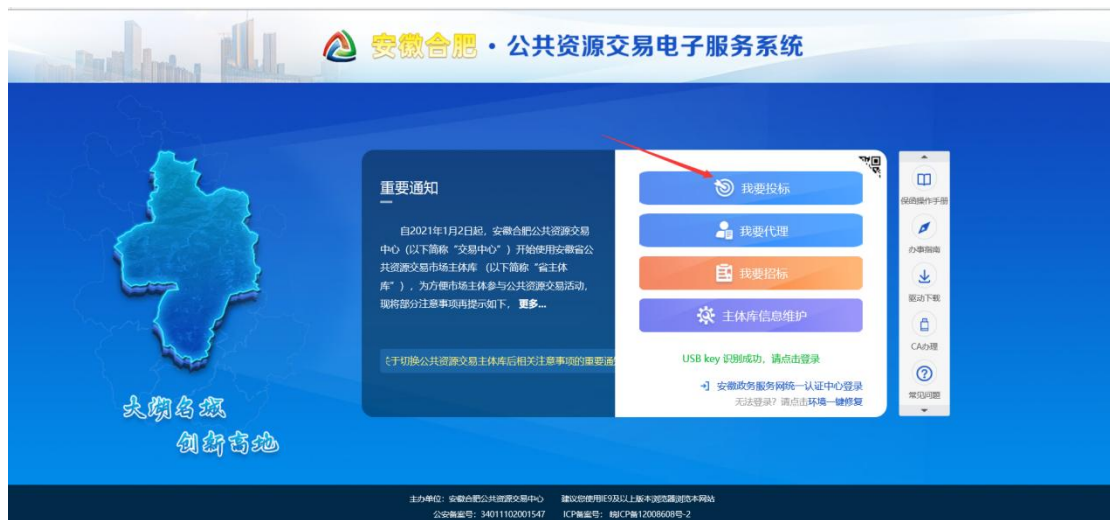 安徽合肥·公共资源交易电子服务系统
重要通知
自2021年1月2日起，安徽合肥公共资源交易
中心（以下简称“交易中心”）开始使用安徽省公
共资源交易市场主体库 （以下简称“省主体
库”），为方便市场主体参与公共资源交易活动，
现将部分注意事项再提示如下， 更多...
于切换公共资源交易主体库后相关注意事项的重要通
我要投标
我要代理
我要招标
主体库信息维护
USB key 识别成功，请点击登录
安徽政务服务网统一认证中心登录
无法登录？请点击环境一键修复
保函操作手册
办事指南
驱动下载
CA办理
常见问题
大湖名城
创新高地
主办单位：安徽合肥公共资源交易中心 建议您使用IE9及以上版本浏览器浏览本网站
公安备案号：34011102001547 ICP备案号：皖ICP备12008608号-2